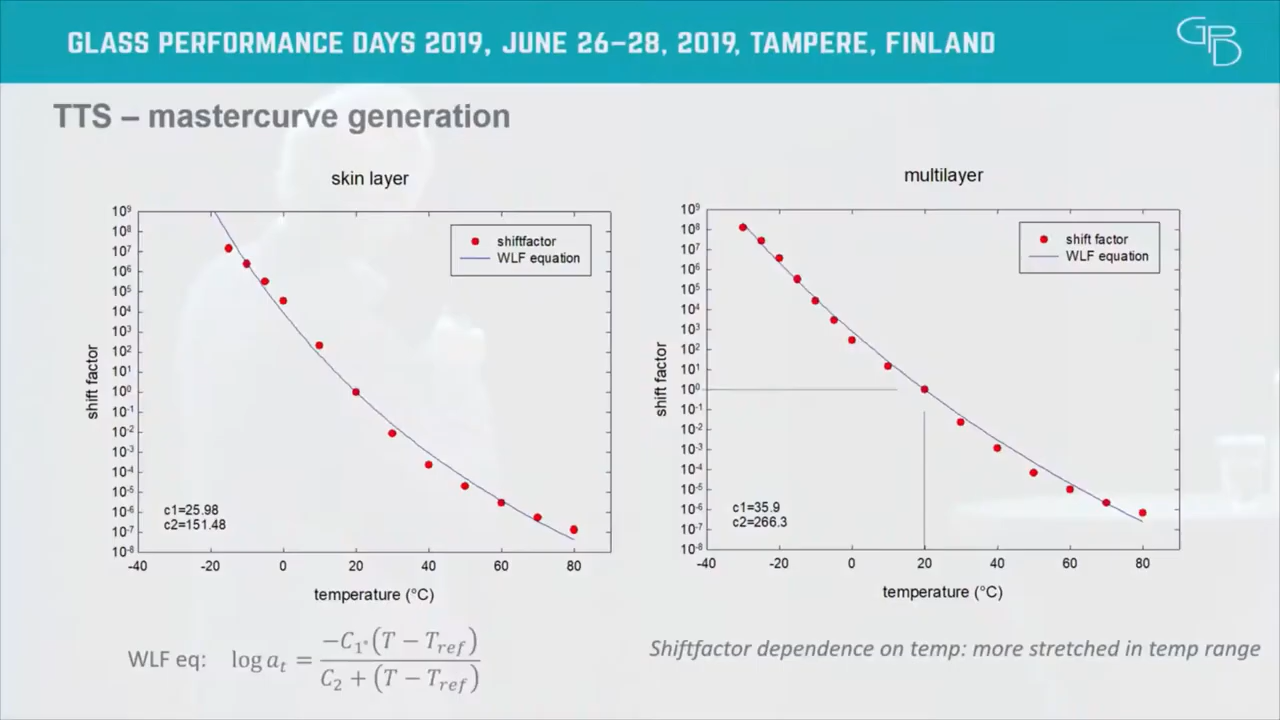 GLASS PERFORMANCE DAYS 2019, JUNE 26–28, 2019, TAMPERE, FINLAND
GPD
TTS – mastercurve generation
skin layer
10⁹
10⁸
10⁷
10⁶
10⁵
10⁴
10³
10²
10¹
10⁰
10⁻¹
10⁻²
10⁻³
10⁻⁴
10⁻⁵
10⁻⁶
10⁻⁷
10⁻⁸
shift factor
shiftfactor
WLF equation
c1=25.98
c2=151.48
-40 -20 0 20 40 60 80
temperature (°C)
multilayer
10⁹
10⁸
10⁷
10⁶
10⁵
10⁴
10³
10²
10¹
10⁰
10⁻¹
10⁻²
10⁻³
10⁻⁴
10⁻⁵
10⁻⁶
10⁻⁷
10⁻⁸
shift factor
shift factor
WLF equation
c1=35.9
c2=266.3
-40 -20 0 20 40 60 80
temperature (°C)
WLF eq: log aₜ = −C₁*(T − T_ref) / C₂ + (T − T_ref)
Shiftfactor dependence on temp: more stretched in temp range